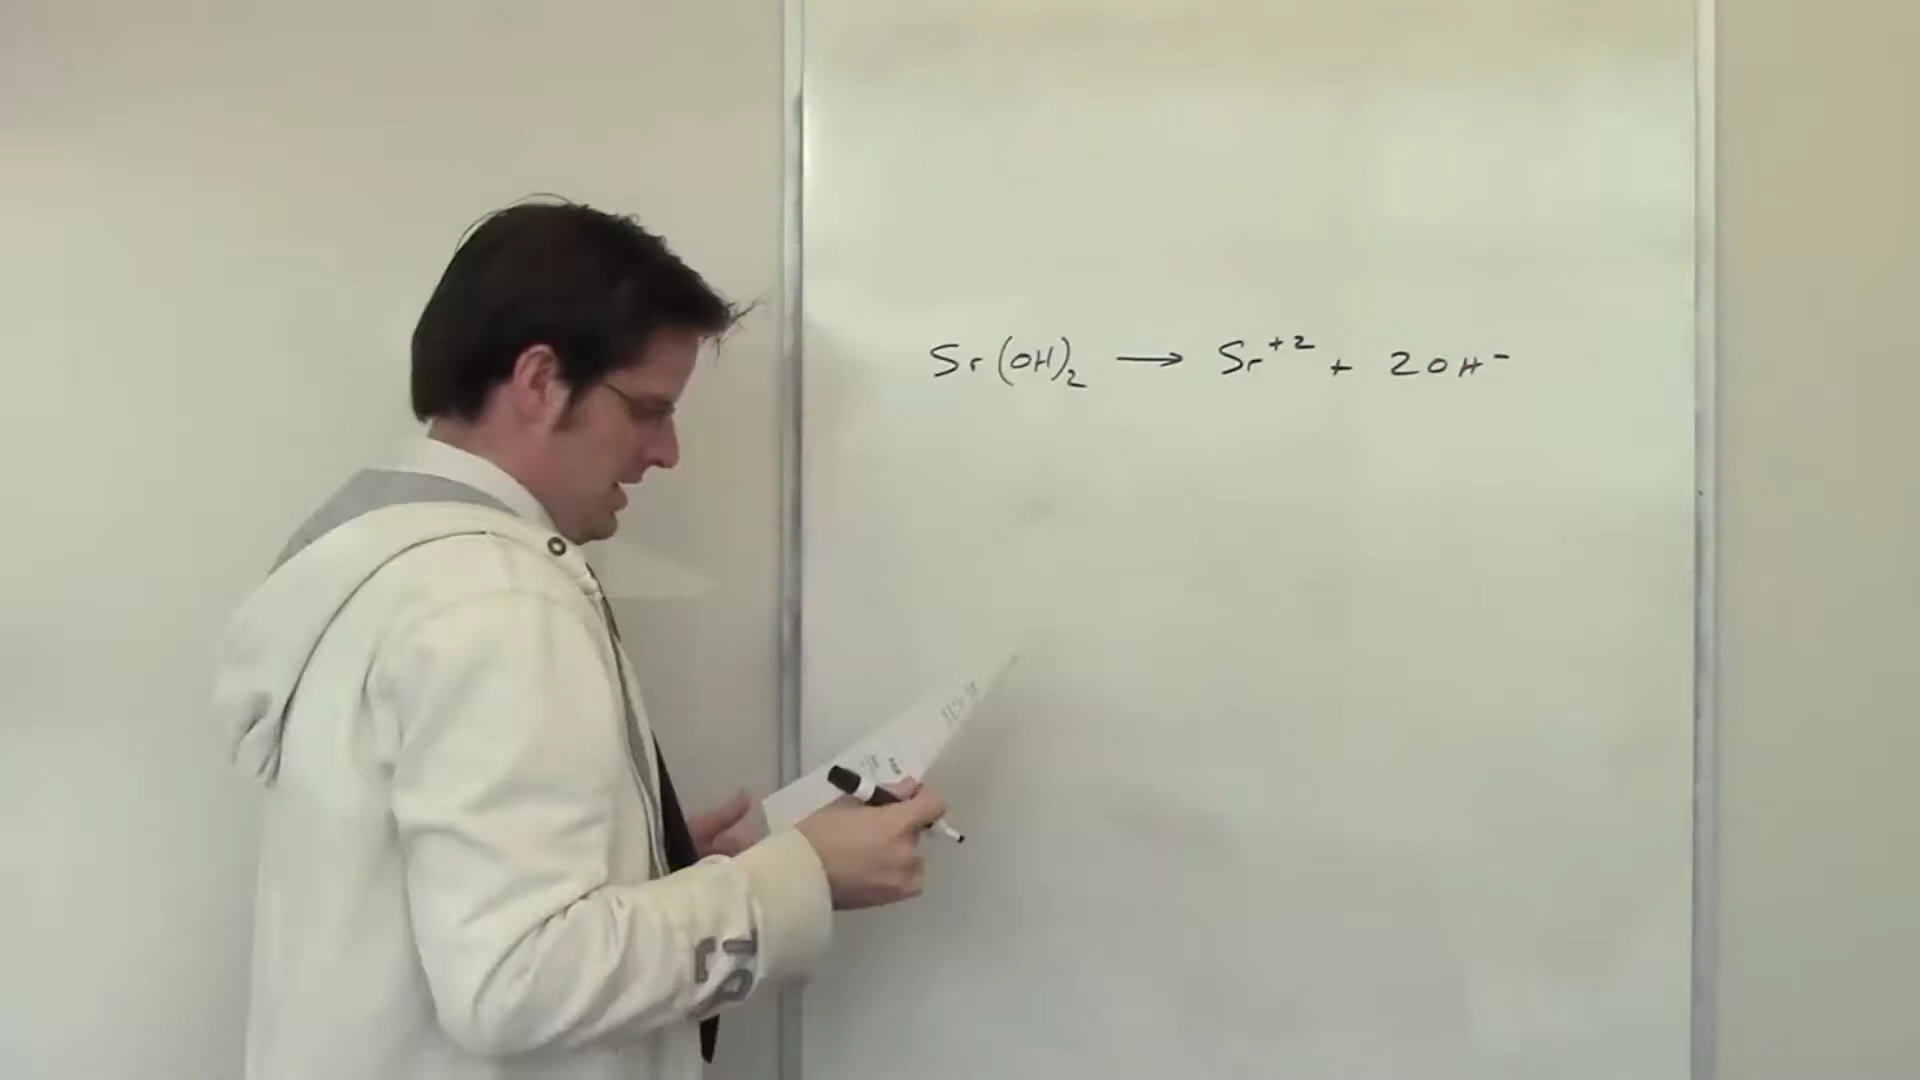 Sr(OH)₂ → Sr⁺² + 2OH⁻